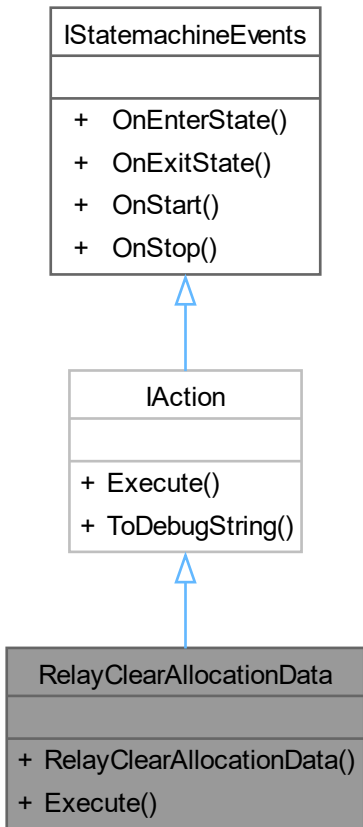 IStatemachineEvents
+ OnEnterState()
+ OnExitState()
+ OnStart()
+ OnStop()
IAction
+ Execute()
+ ToDebugString()
RelayClearAllocationData
+ RelayClearAllocationData()
+ Execute()